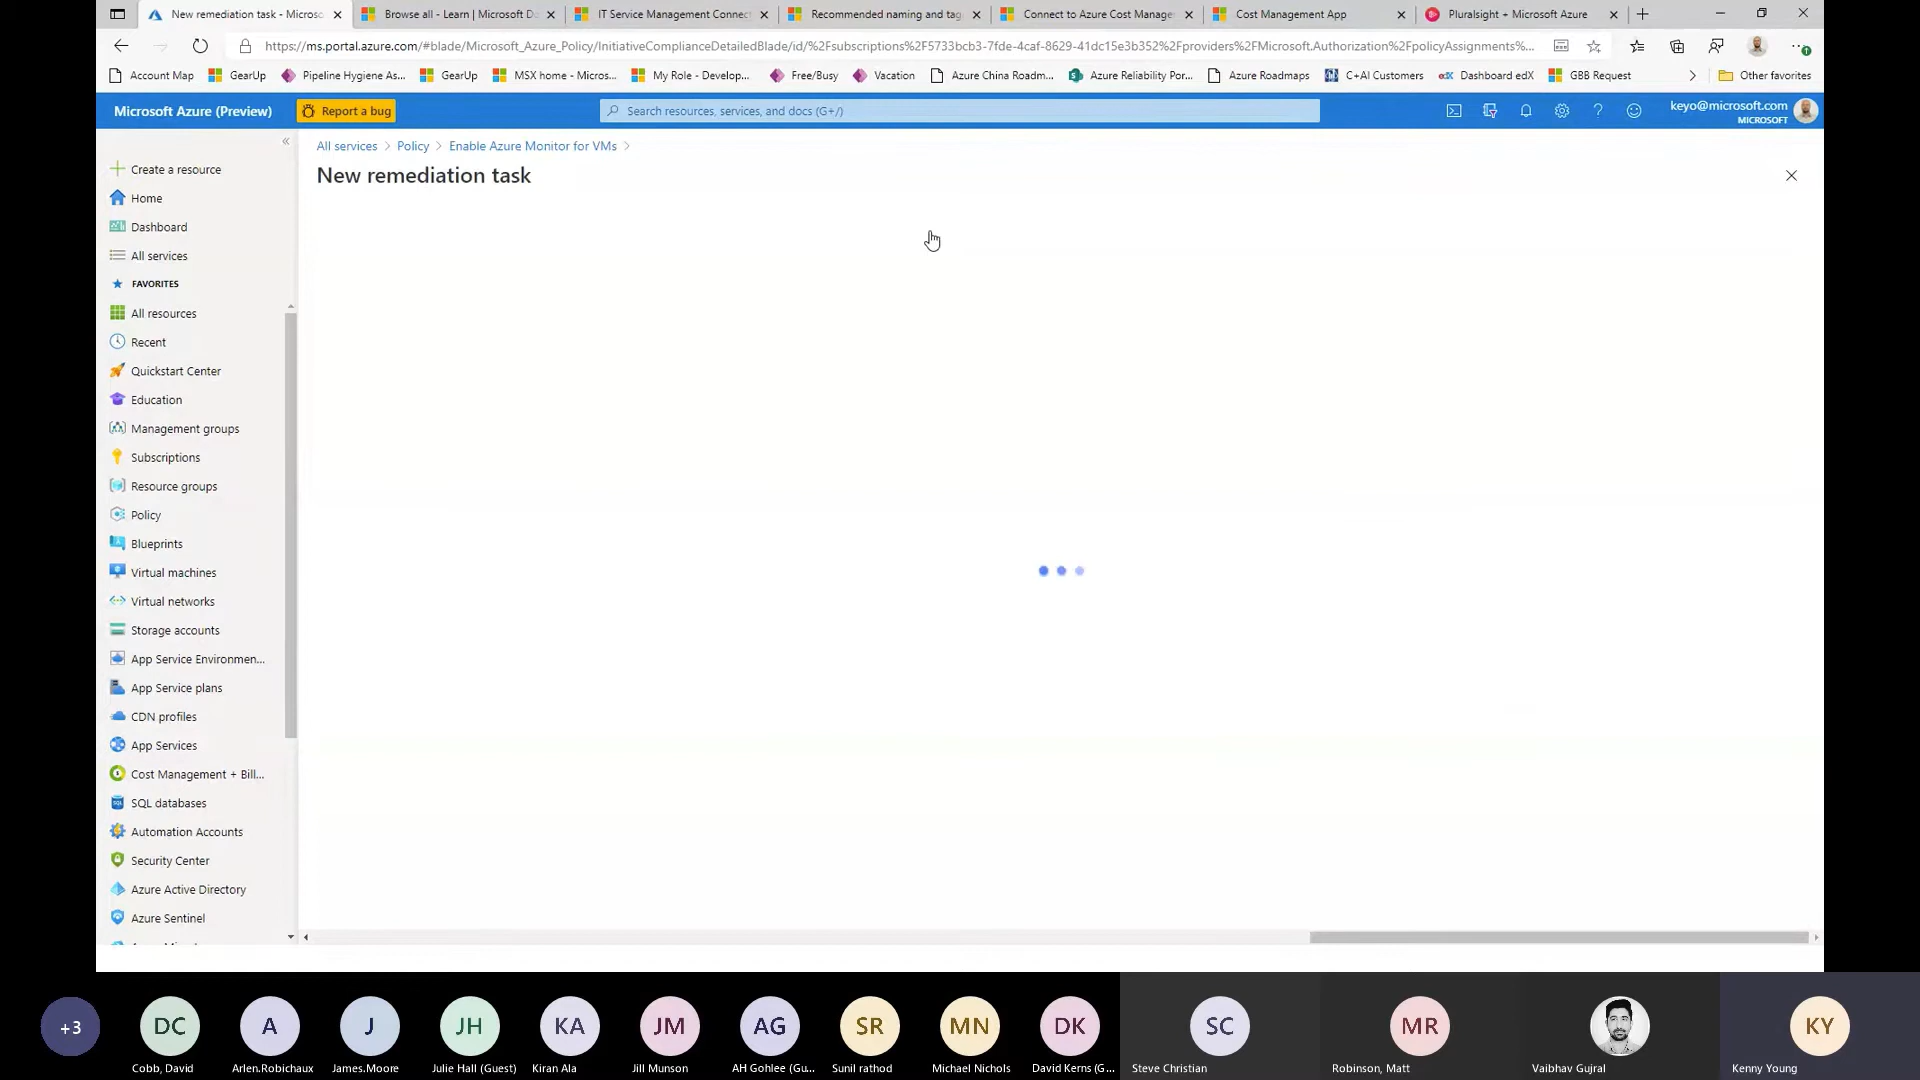 New remediation task - Microso
Browse all - Learn | Microsoft Do
IT Service Management Connect
Recommended naming and tag
Connect to Azure Cost Manage
Cost Management App
Pluralsight + Microsoft Azure
https://ms.portal.azure.com/#blade/Microsoft_Azure_Policy/InitiativeComplianceDetailedBlade/id/%2Fsubscriptions%2F5733bcb3-7fde-4caf-8629-41dc15e3b352%2Fproviders%2FMicrosoft.Authorization%2FpolicyAssignments%...
Account Map
GearUp
Pipeline Hygiene As...
GearUp
MSX home - Micros...
My Role - Develop...
Free/Busy
Vacation
Azure China Roadm...
Azure Reliability Por...
Azure Roadmaps
C+AI Customers
edX Dashboard edX
GBB Request
Other favorites
Microsoft Azure (Preview)
Report a bug
Search resources, services, and docs (G+/)
keyo@microsoft.com
MICROSOFT
All services > Policy > Enable Azure Monitor for VMs >
New remediation task
Create a resource
Home
Dashboard
All services
FAVORITES
All resources
Recent
Quickstart Center
Education
Management groups
Subscriptions
Resource groups
Policy
Blueprints
Virtual machines
Virtual networks
Storage accounts
App Service Environmen...
App Service plans
CDN profiles
App Services
Cost Management + Bill...
SQL databases
Automation Accounts
Security Center
Azure Active Directory
Azure Sentinel
+3
DC
A
J
JH
KA
JM
AG
SR
MN
DK
SC
MR
KY
Cobb, David
Arlen.Robichaux
James.Moore
Julie Hall (Guest)
Kiran Ala
Jill Munson
AH Gohlee (Gu...
Sunil rathod
Michael Nichols
David Kerns (G...
Steve Christian
Robinson, Matt
Vaibhav Gujral
Kenny Young